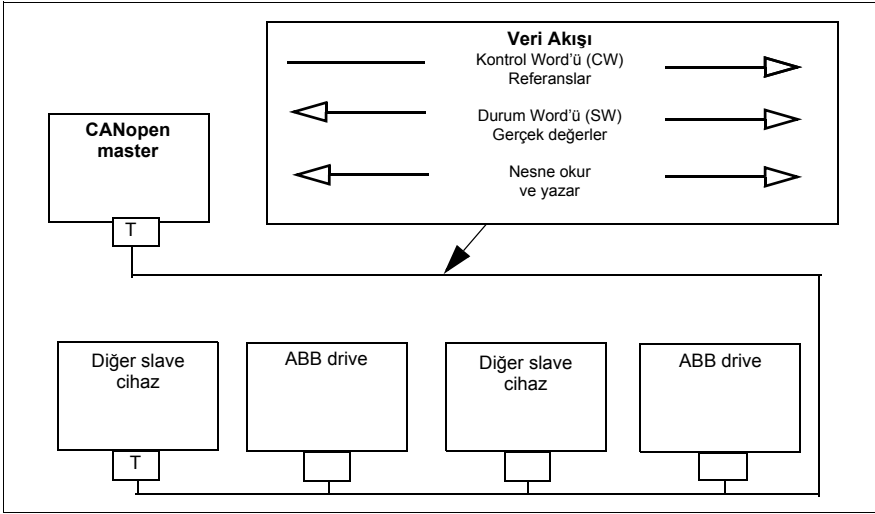 Veri Akışı
Kontrol Word'ü (CW)
Referanslar
Durum Word'ü (SW)
Gerçek değerler
Nesne okur
ve yazar
CANopen
master
T
Diğer slave
cihaz
T
ABB drive
Diğer slave
cihaz
ABB drive